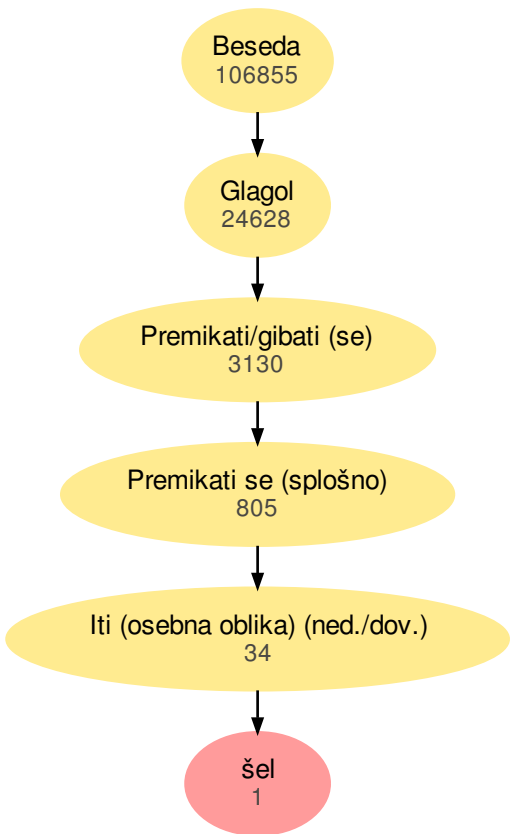 Beseda
106855
Glagol
24628
Premikati/gibati (se)
3130
Premikati se (splošno)
805
Iti (osebna oblika) (ned./dov.)
34
šel
1